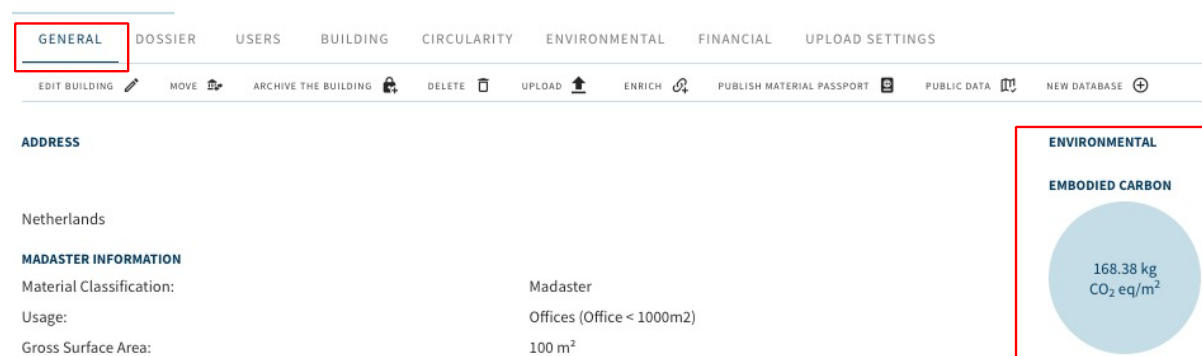 GENERAL DOSSIER USERS BUILDING CIRCULARITY ENVIRONMENTAL FINANCIAL UPLOAD SETTINGS
EDIT BUILDING MOVE ARCHIVE THE BUILDING DELETE UPLOAD ENRICH PUBLISH MATERIAL PASSPORT PUBLIC DATA NEW DATABASE
ADDRESS
Netherlands
MADASTER INFORMATION
Material Classification: Madaster
Usage: Offices (Office < 1000m2)
Gross Surface Area: 100 m²
ENVIRONMENTAL
EMBODIED CARBON
168.38 kg
CO₂ eq/m²